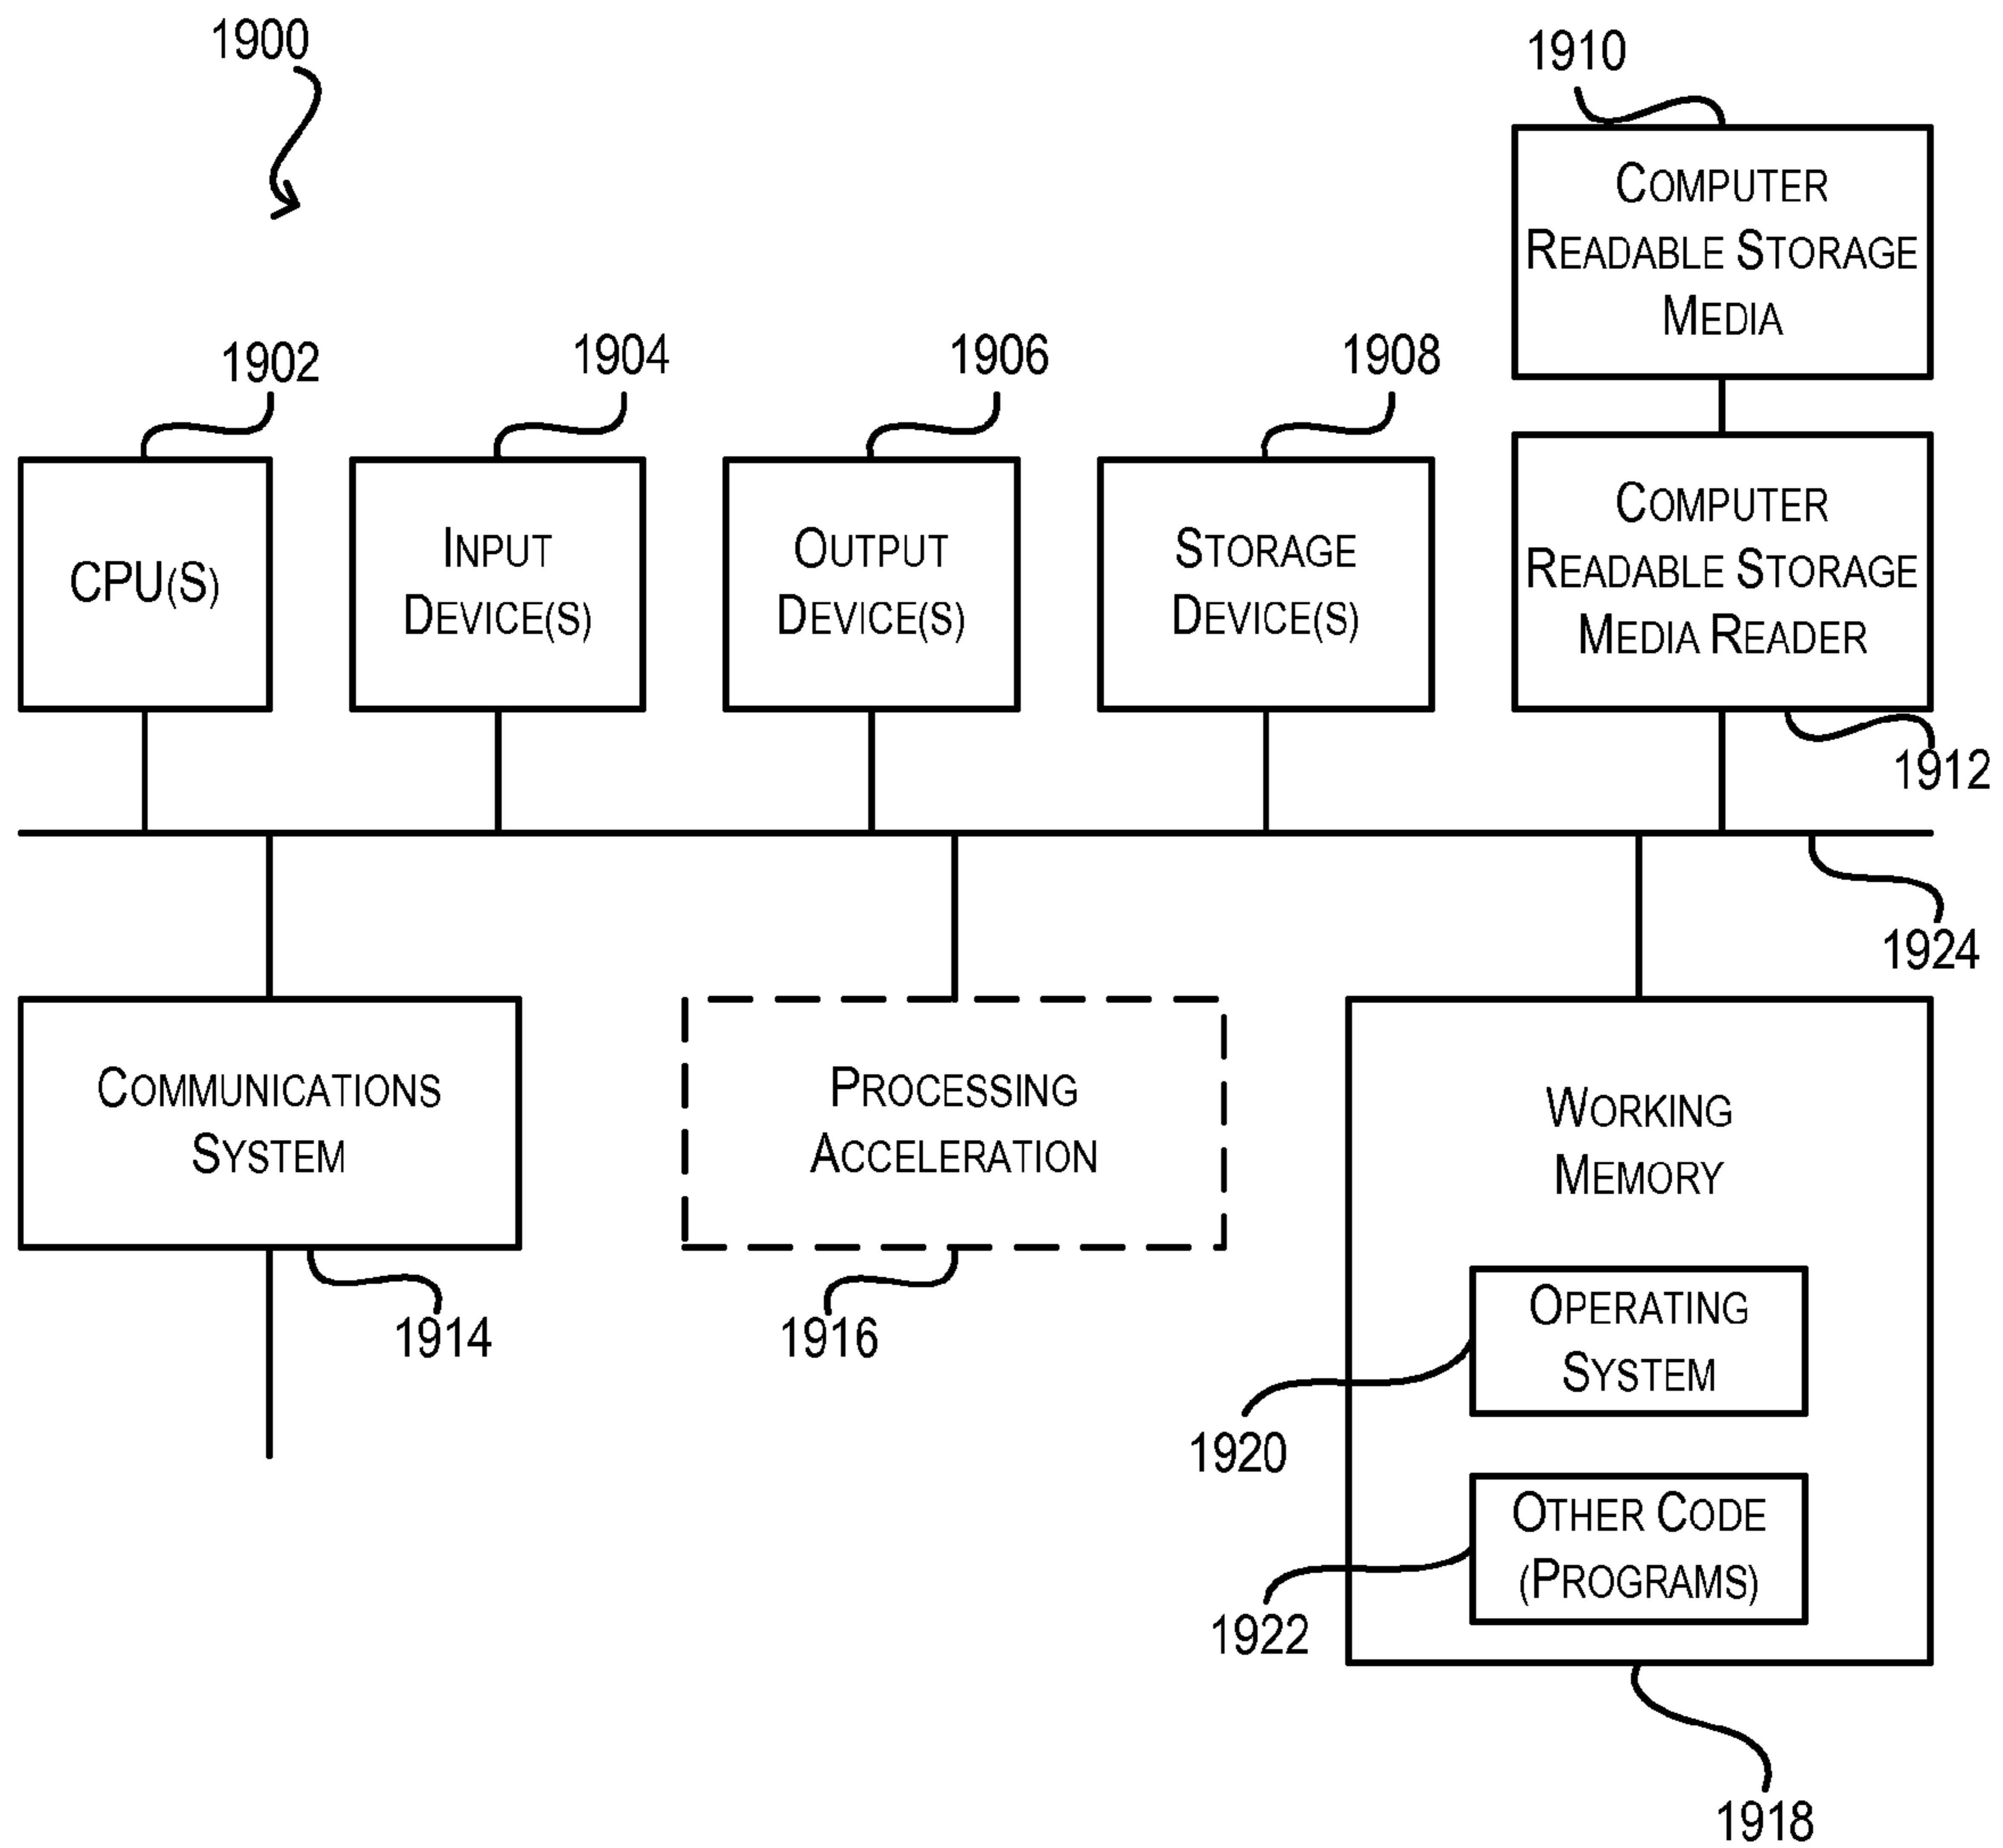 1900
1910
COMPUTER
READABLE STORAGE
MEDIA
1902
1904
1906
1908
CPU(S)
INPUT
DEVICE(S)
OUTPUT
DEVICE(S)
STORAGE
DEVICE(S)
COMPUTER
READABLE STORAGE
MEDIA READER
1912
1924
COMMUNICATIONS
SYSTEM
1914
PROCESSING
ACCELERATION
1916
WORKING
MEMORY
OPERATING
SYSTEM
1920
OTHER CODE
(PROGRAMS)
1922
1918